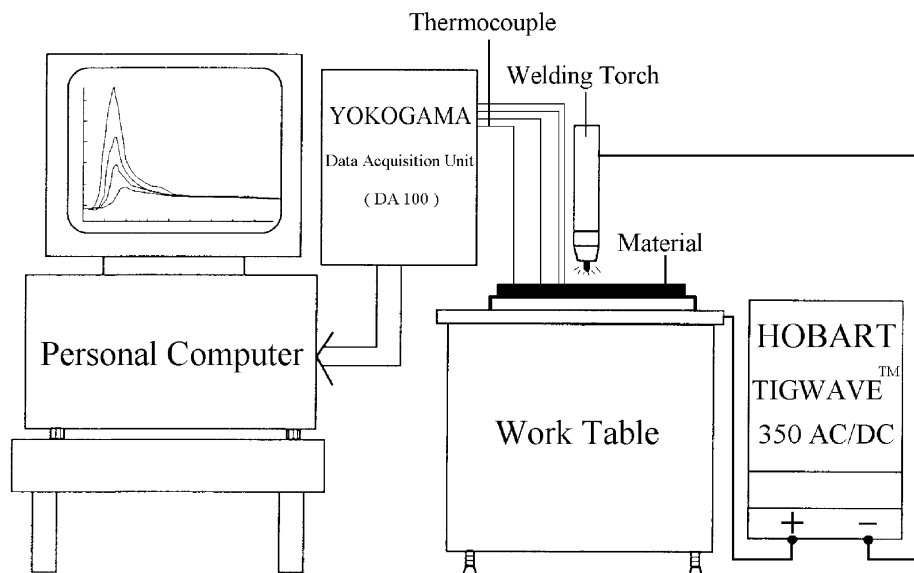 Thermocouple
Welding Torch
YOKOGAMA
Data Acquisition Unit
( DA 100 )
Material
Personal Computer
Work Table
HOBART
TIGWAVE™
350 AC/DC
+ −